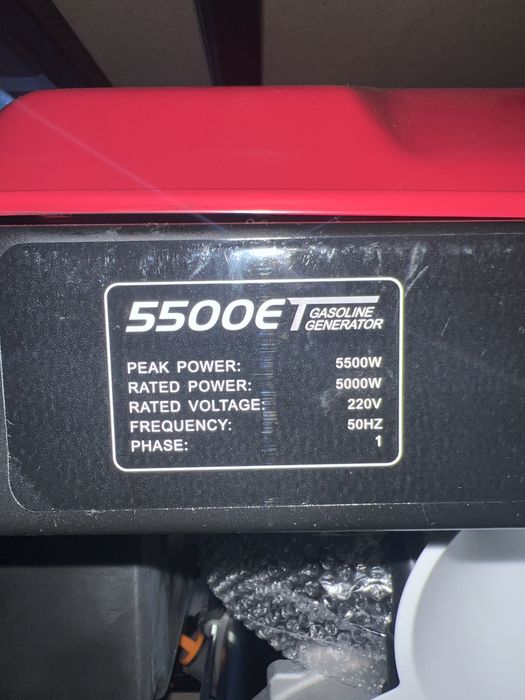 5500ET GASOLINE
GENERATOR
PEAK POWER: 5500W
RATED POWER: 5000W
RATED VOLTAGE: 220V
FREQUENCY: 50HZ
PHASE: 1